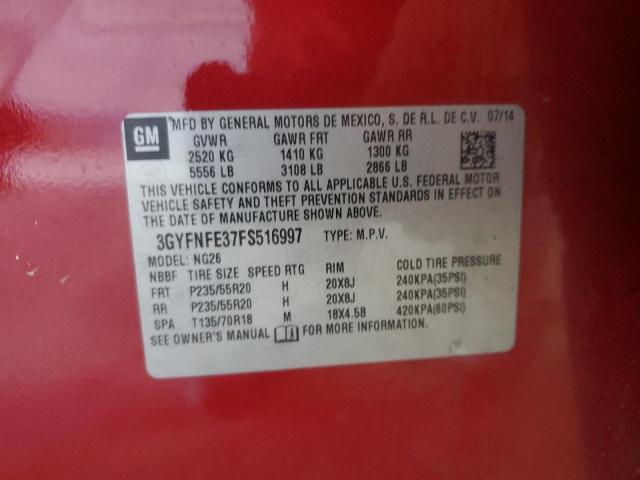 GM
MFD BY GENERAL MOTORS DE MEXICO, S. DE R.L. DE C.V. 07/14
GVWR GAWR FRT GAWR RR
2520 KG 1410 KG 1300 KG
5556 LB 3108 LB 2866 LB
THIS VEHICLE CONFORMS TO ALL APPLICABLE U.S. FEDERAL MOTOR
VEHICLE SAFETY AND THEFT PREVENTION STANDARDS IN EFFECT ON
THE DATE OF MANUFACTURE SHOWN ABOVE.
3GYFNFE37FS516997 TYPE: M.P.V.
MODEL: NG26
NBBF TIRE SIZE SPEED RTG RIM COLD TIRE PRESSURE
FRT P235/55R20 H 20X8J 240KPA(35PSI)
RR P235/55R20 H 20X8J 240KPA(35PSI)
SPA T135/70R18 M 18X4.5B 420KPA(60PSI)
SEE OWNER'S MANUAL FOR MORE INFORMATION.